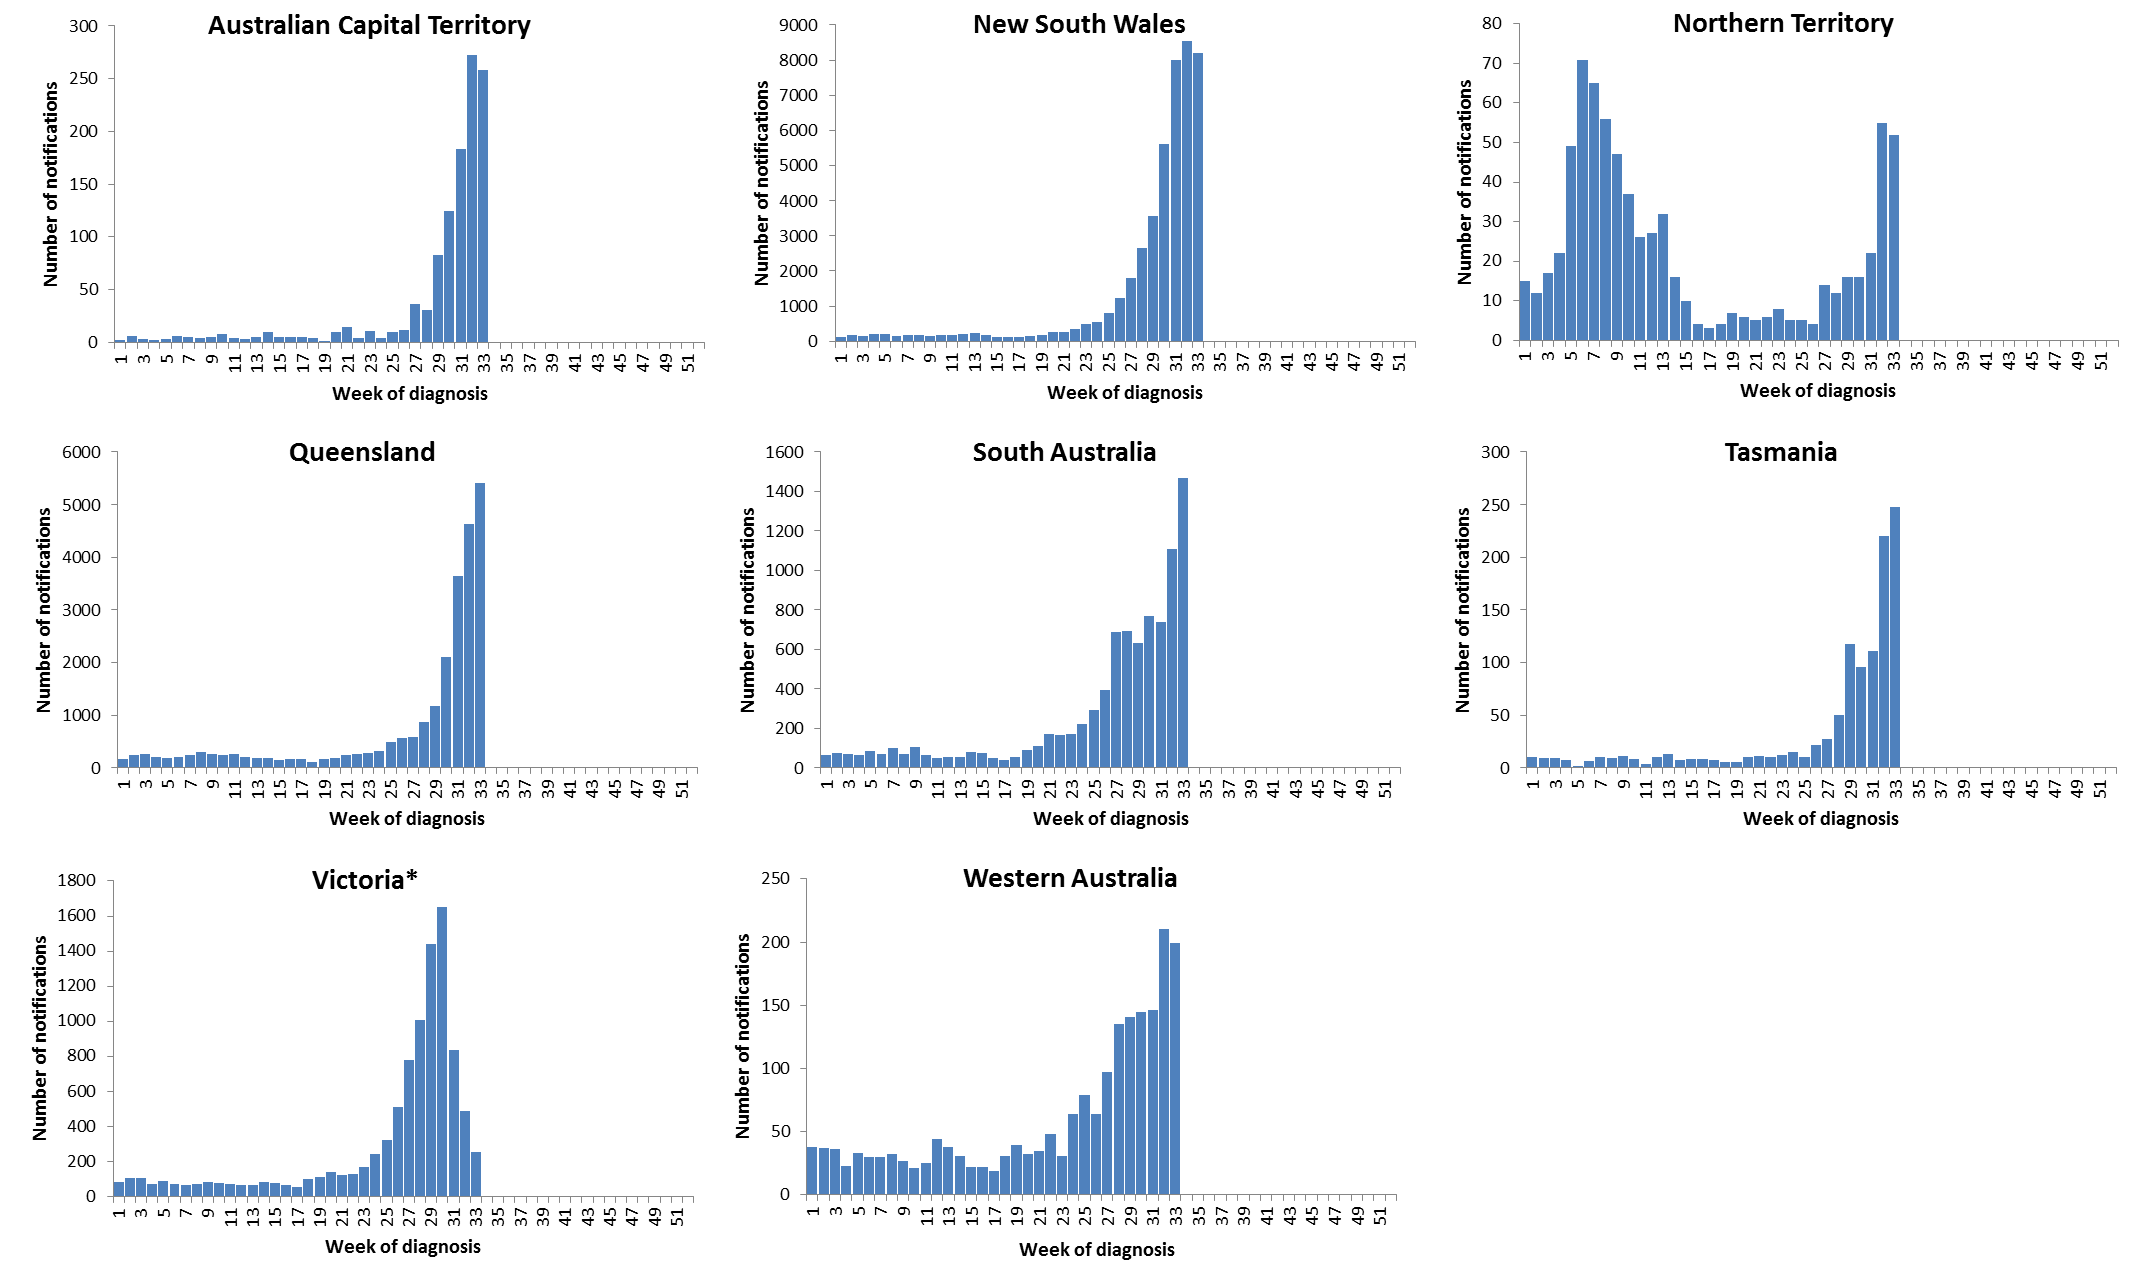 Australian Capital Territory
Number of notifications
300
250
200
150
100
50
0
1 3 5 7 9 11 13 15 17 19 21 23 25 27 29 31 33 35 37 39 41 43 45 47 49 51
Week of diagnosis
New South Wales
Number of notifications
9000
8000
7000
6000
5000
4000
3000
2000
1000
0
1 3 5 7 9 11 13 15 17 19 21 23 25 27 29 31 33 35 37 39 41 43 45 47 49 51
Week of diagnosis
Northern Territory
Number of notifications
80
70
60
50
40
30
20
10
0
1 3 5 7 9 11 13 15 17 19 21 23 25 27 29 31 33 35 37 39 41 43 45 47 49 51
Week of diagnosis
Queensland
Number of notifications
6000
5000
4000
3000
2000
1000
0
1 3 5 7 9 11 13 15 17 19 21 23 25 27 29 31 33 35 37 39 41 43 45 47 49 51
Week of diagnosis
South Australia
Number of notifications
1600
1400
1200
1000
800
600
400
200
0
1 3 5 7 9 11 13 15 17 19 21 23 25 27 29 31 33 35 37 39 41 43 45 47 49 51
Week of diagnosis
Tasmania
Number of notifications
300
250
200
150
100
50
0
1 3 5 7 9 11 13 15 17 19 21 23 25 27 29 31 33 35 37 39 41 43 45 47 49 51
Week of diagnosis
Victoria*
Number of notifications
1800
1600
1400
1200
1000
800
600
400
200
0
1 3 5 7 9 11 13 15 17 19 21 23 25 27 29 31 33 35 37 39 41 43 45 47 49 51
Week of diagnosis
Western Australia
Number of notifications
250
200
150
100
50
0
1 3 5 7 9 11 13 15 17 19 21 23 25 27 29 31 33 35 37 39 41 43 45 47 49 51
Week of diagnosis